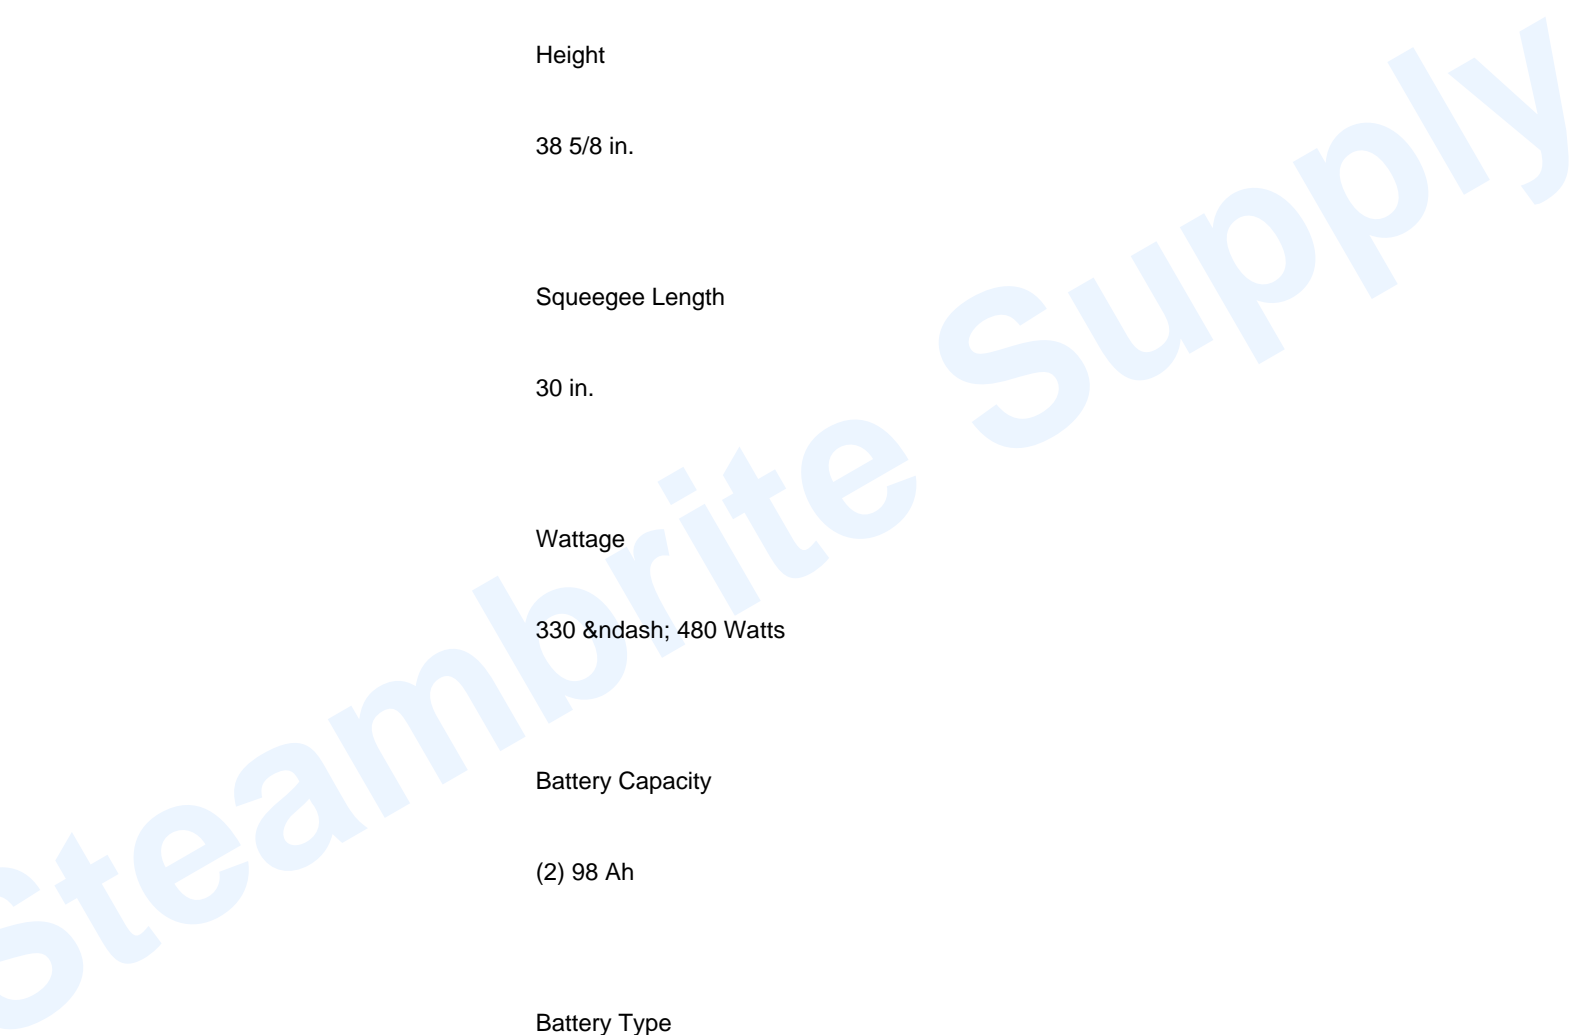 Height
38 5/8 in.
Squeegee Length
30 in.
Wattage
330 &ndash; 480 Watts
Battery Capacity
(2) 98 Ah
Battery Type
Steambrite Supply